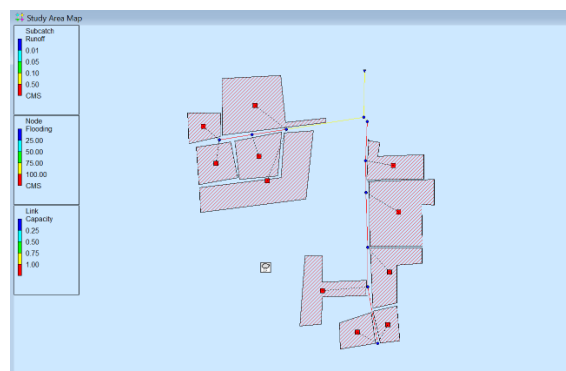 Study Area Map
Subcatch
Runoff
0.01
0.05
0.10
0.50
CMS
Node
Flooding
25.00
50.00
75.00
100.00
CMS
Link
Capacity
0.25
0.50
0.75
1.00